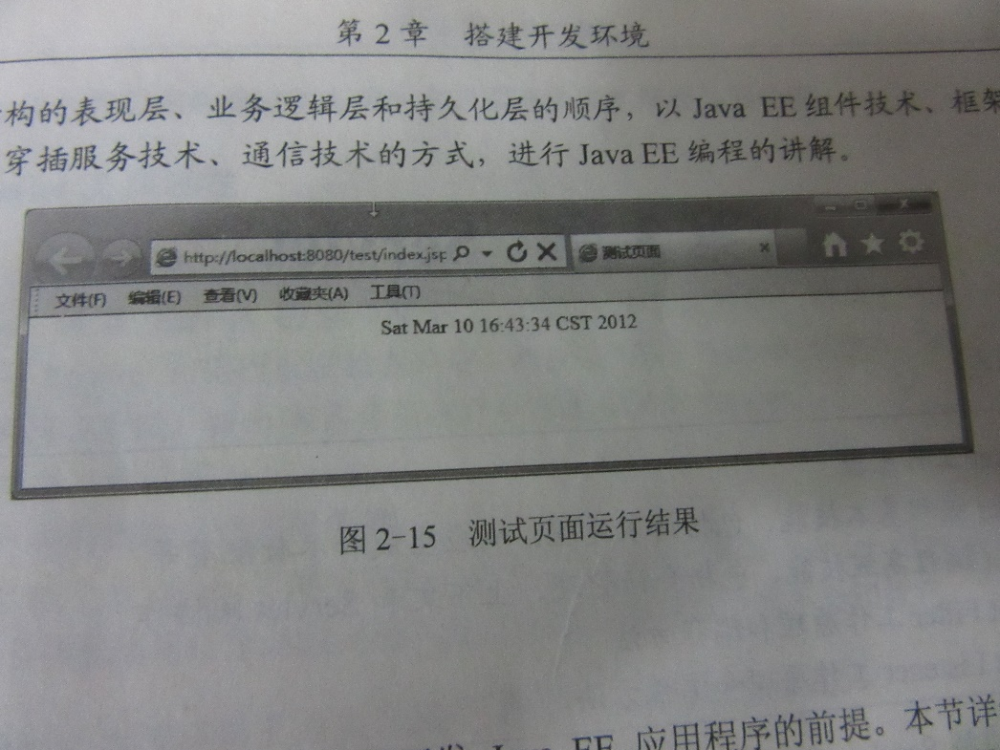 第2章 搭建开发环境
构的表现层、业务逻辑层和持久化层的顺序，以 Java EE 组件技术、框架
穿插服务技术、通信技术的方式，进行 Java EE 编程的讲解。
http://localhost:8080/test/index.jsp 测试页面 ×
文件(F) 编辑(E) 查看(V) 收藏夹(A) 工具(T)
Sat Mar 10 16:43:34 CST 2012
图 2-15 测试页面运行结果
Java EE 应用程序的前提。本节详